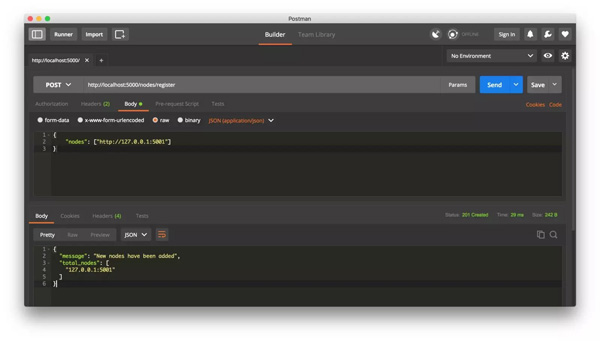 Postman
Runner Import Builder Team Library OFFLINE Sign In
http://localhost:5000/ × + No Environment
POST http://localhost:5000/nodes/register Params Send Save
Authorisation Headers (2) Body Pre-request Script Tests Cookies Code
form-data x-www-form-urlencoded raw binary JSON (application/json)
1 {
2 "nodes": ["http://127.0.0.1:5001"]
3 }
Body Cookies Headers (4) Tests Status: 201 Created Time: 29 ms Size: 242 B
Pretty Raw Preview JSON
1 {
2 "message": "New nodes have been added",
3 "total_nodes": [
4 "127.0.0.1:5001"
5 ]
6 }